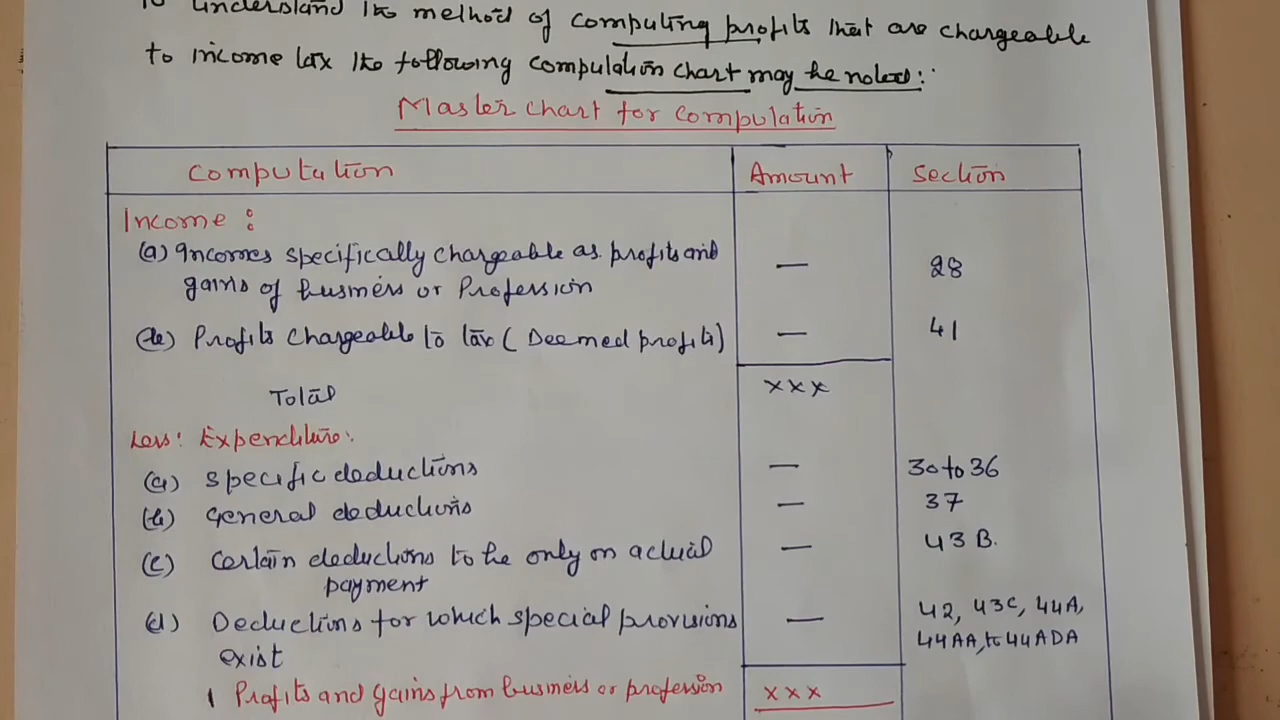 To understand the method of computing profits that are chargeable
to income tax the following computation chart may be noted:
Master chart for computation
Computation Amount Section
Income:
(a) Incomes specifically chargeable as profits and — 28
gains of business or Profession
(b) Profits chargeable to tax (Deemed profits) — 41
Total xxx
Less: Expenditure:
(a) specific deductions — 30 to 36
(b) General deductions — 37
(c) Certain deductions to be only on actual — 43B.
payment
(d) Deductions for which special provisions — 42, 43C, 44A,
exist 44AA, to 44ADA
Profits and gains from business or profession xxx